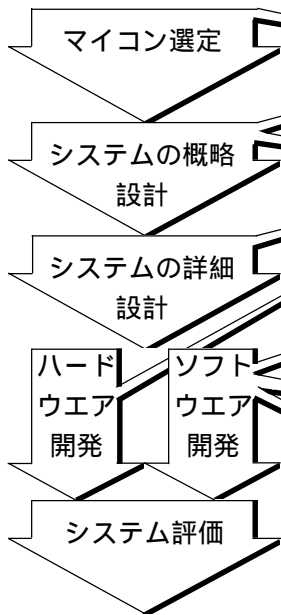 マイコン選定
システムの概略
設計
システムの詳細
設計
ハード
ウエア
開発
ソフト
ウエア
開発
システム評価